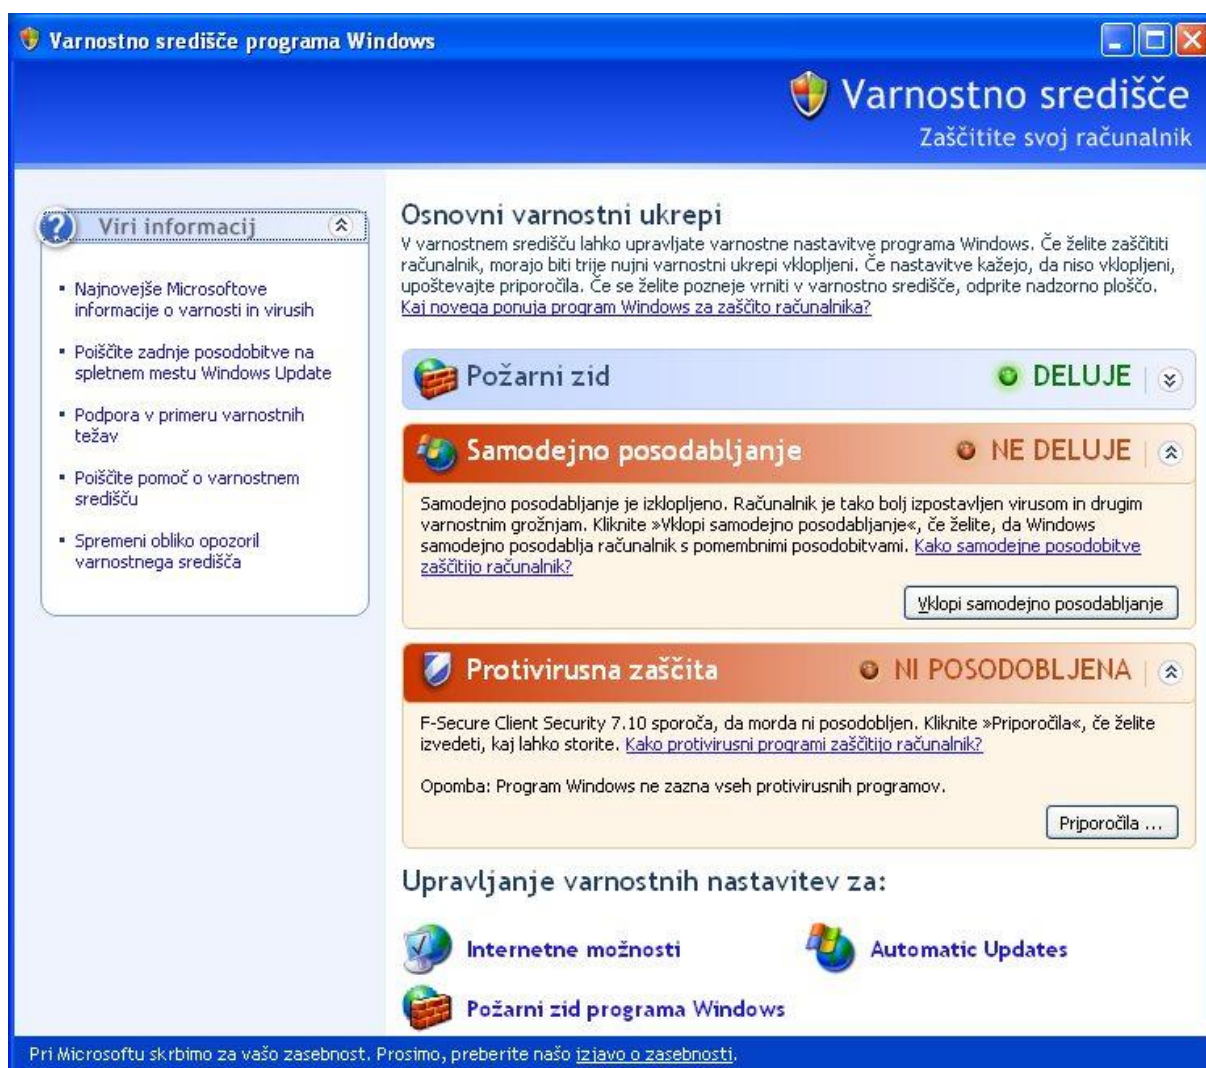 Varnostno središče programa Windows
Varnostno središče
Zaščitite svoj računalnik
Viri informacij
Najnovejše Microsoftove
informacije o varnosti in virusih
Poiščite zadnje posodobitve na
spletnem mestu Windows Update
Podpora v primeru varnostnih
težav
Poiščite pomoč o varnostnem
središču
Spremeni obliko opozoril
varnostnega središča
Osnovni varnostni ukrepi
V varnostnem središču lahko upravljate varnostne nastavitve programa Windows. Če želite zaščititi
računalnik, morajo biti trije nujni varnostni ukrepi vklopljeni. Če nastavitve kažejo, da niso vklopljeni,
upoštevajte priporočila. Če se želite pozneje vrniti v varnostno središče, odprite nadzorno ploščo.
Kaj novega ponuja program Windows za zaščito računalnika?
Požarni zid DELUJE
Samodejno posodabljanje NE DELUJE
Samodejno posodabljanje je izklopljeno. Računalnik je tako bolj izpostavljen virusom in drugim
varnostnim grožnjam. Kliknite »Vklopi samodejno posodabljanje«, če želite, da Windows
samodejno posodablja računalnik s pomembnimi posodobitvami. Kako samodejne posodobitve
zaščitijo računalnik?
Vklopi samodejno posodabljanje
Protivirusna zaščita NI POSODOBLJENA
F-Secure Client Security 7.10 sporoča, da morda ni posodobljen. Kliknite »Priporočila«, če želite
izvedeti, kaj lahko storite. Kako protivirusni programi zaščitijo računalnik?
Opomba: Program Windows ne zazna vseh protivirusnih programov.
Priporočila ...
Upravljanje varnostnih nastavitev za:
Internetne možnosti
Automatic Updates
Požarni zid programa Windows
Pri Microsoftu skrbimo za vašo zasebnost. Prosimo, preberite našo izjavo o zasebnosti.